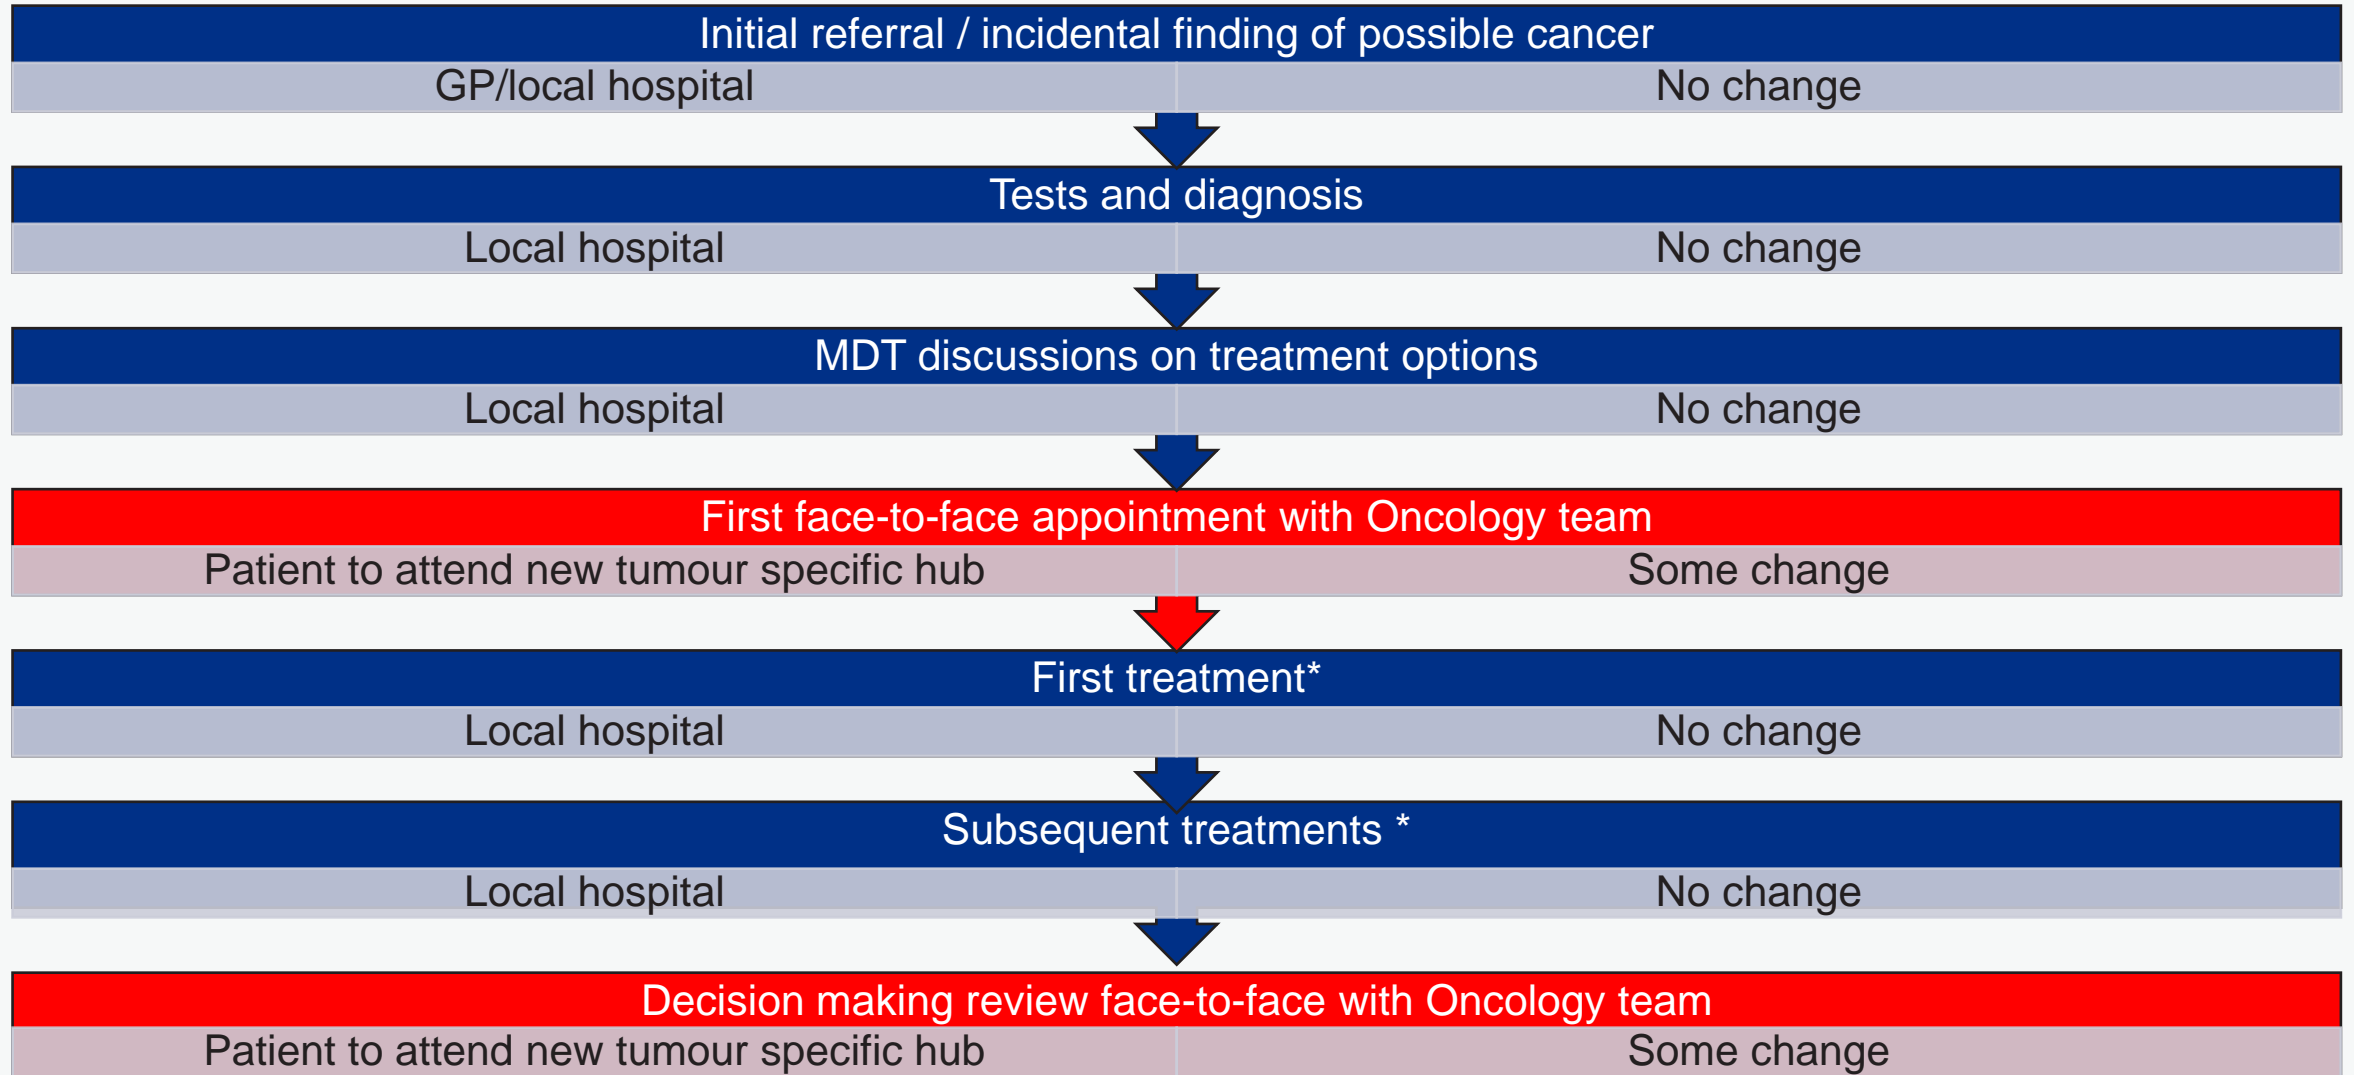 Initial referral / incidental finding of possible cancer
GP/local hospital
No change
Tests and diagnosis
Local hospital
No change
MDT discussions on treatment options
Local hospital
No change
First face-to-face appointment with Oncology team
Patient to attend new tumour specific hub
Some change
First treatment*
Local hospital
No change
Subsequent treatments *
Local hospital
No change
Decision making review face-to-face with Oncology team
Patient to attend new tumour specific hub
Some change